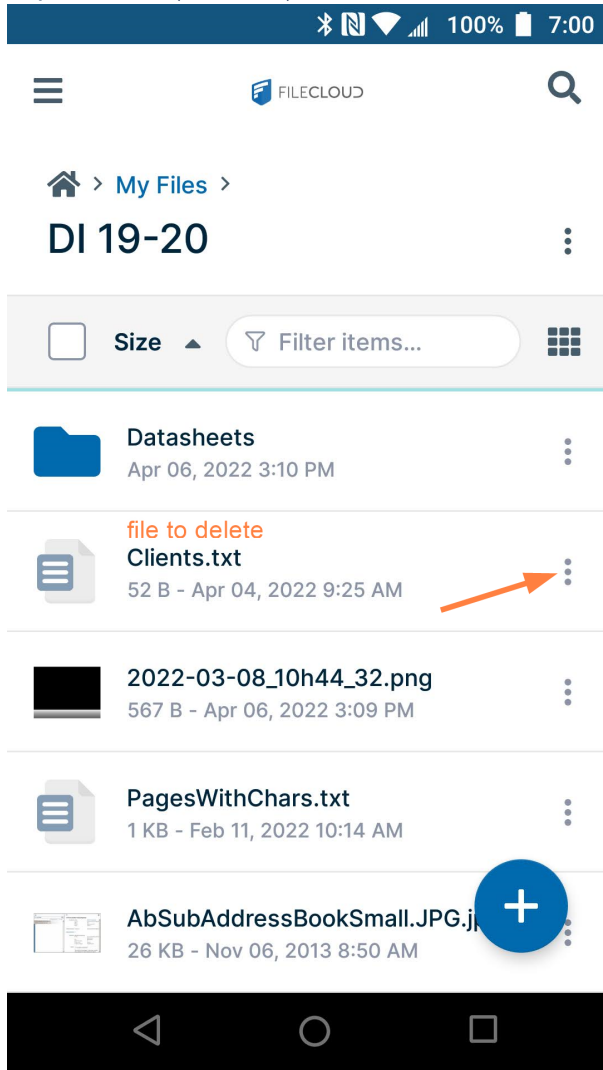 100% 7:00
FILECLOUD
> My Files >
DI 19-20
Size Filter items...
Datasheets
Apr 06, 2022 3:10 PM
file to delete
Clients.txt
52 B - Apr 04, 2022 9:25 AM
2022-03-08_10h44_32.png
567 B - Apr 06, 2022 3:09 PM
PagesWithChars.txt
1 KB - Feb 11, 2022 10:14 AM
AbSubAddressBookSmall.JPG.j
26 KB - Nov 06, 2013 8:50 AM